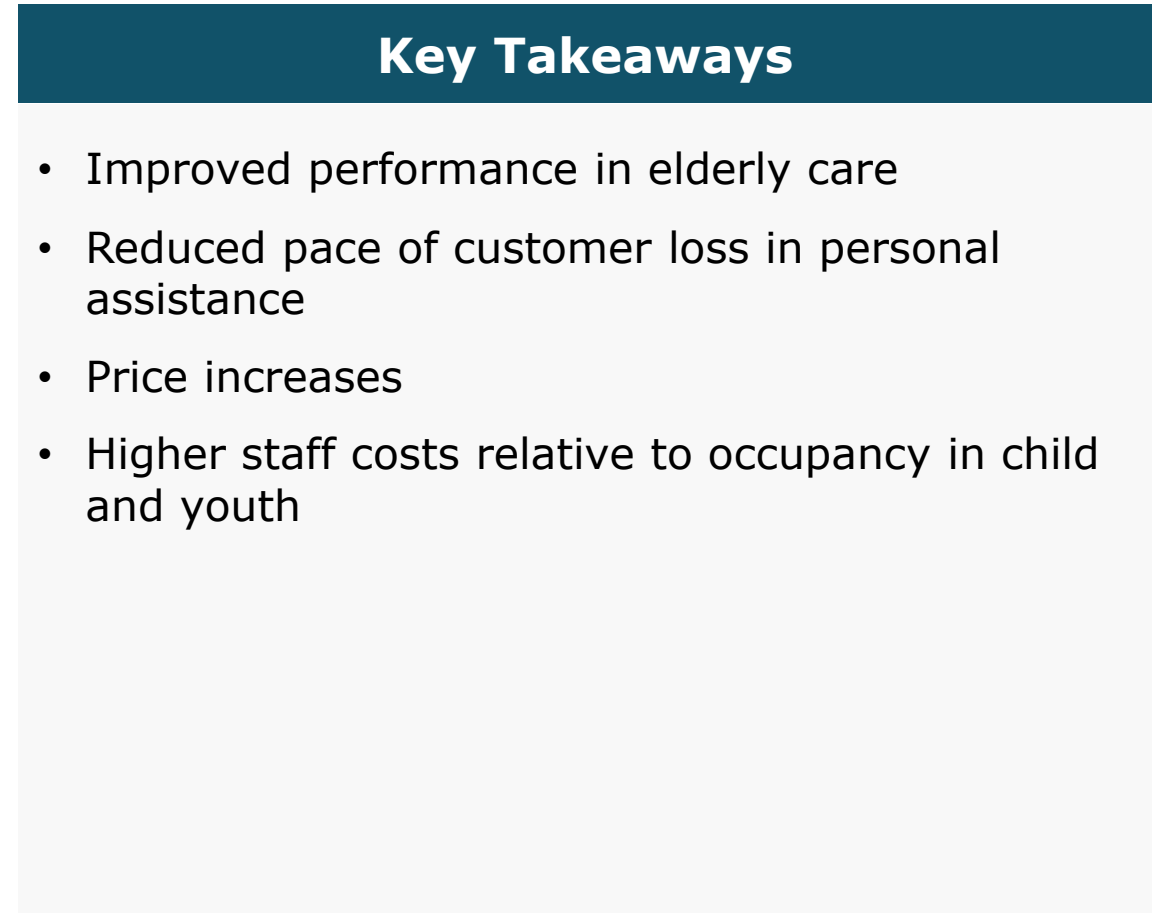 Key Takeaways
• Improved performance in elderly care
• Reduced pace of customer loss in personal
assistance
• Price increases
• Higher staff costs relative to occupancy in child
and youth